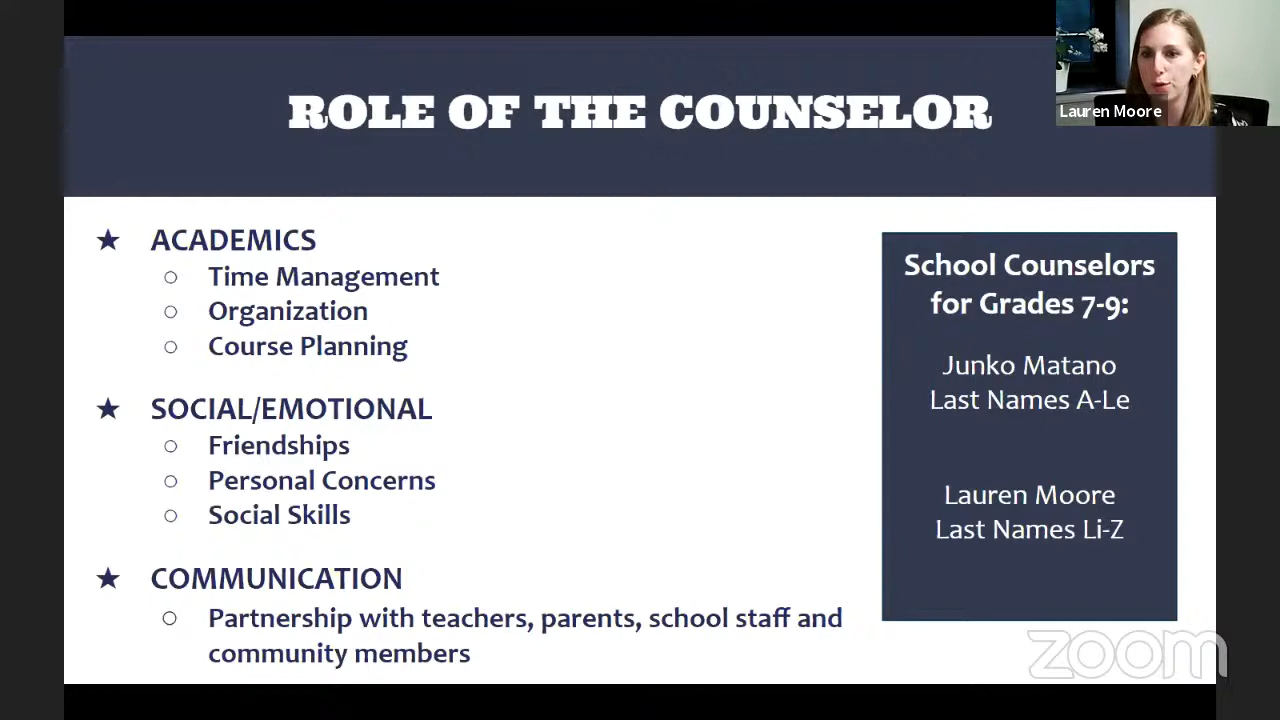 ROLE OF THE COUNSELOR
Lauren Moore
★ ACADEMICS
○ Time Management
○ Organization
○ Course Planning
★ SOCIAL/EMOTIONAL
○ Friendships
○ Personal Concerns
○ Social Skills
★ COMMUNICATION
○ Partnership with teachers, parents, school staff and
community members
School Counselors
for Grades 7-9:
Junko Matano
Last Names A-Le
Lauren Moore
Last Names Li-Z
zoom